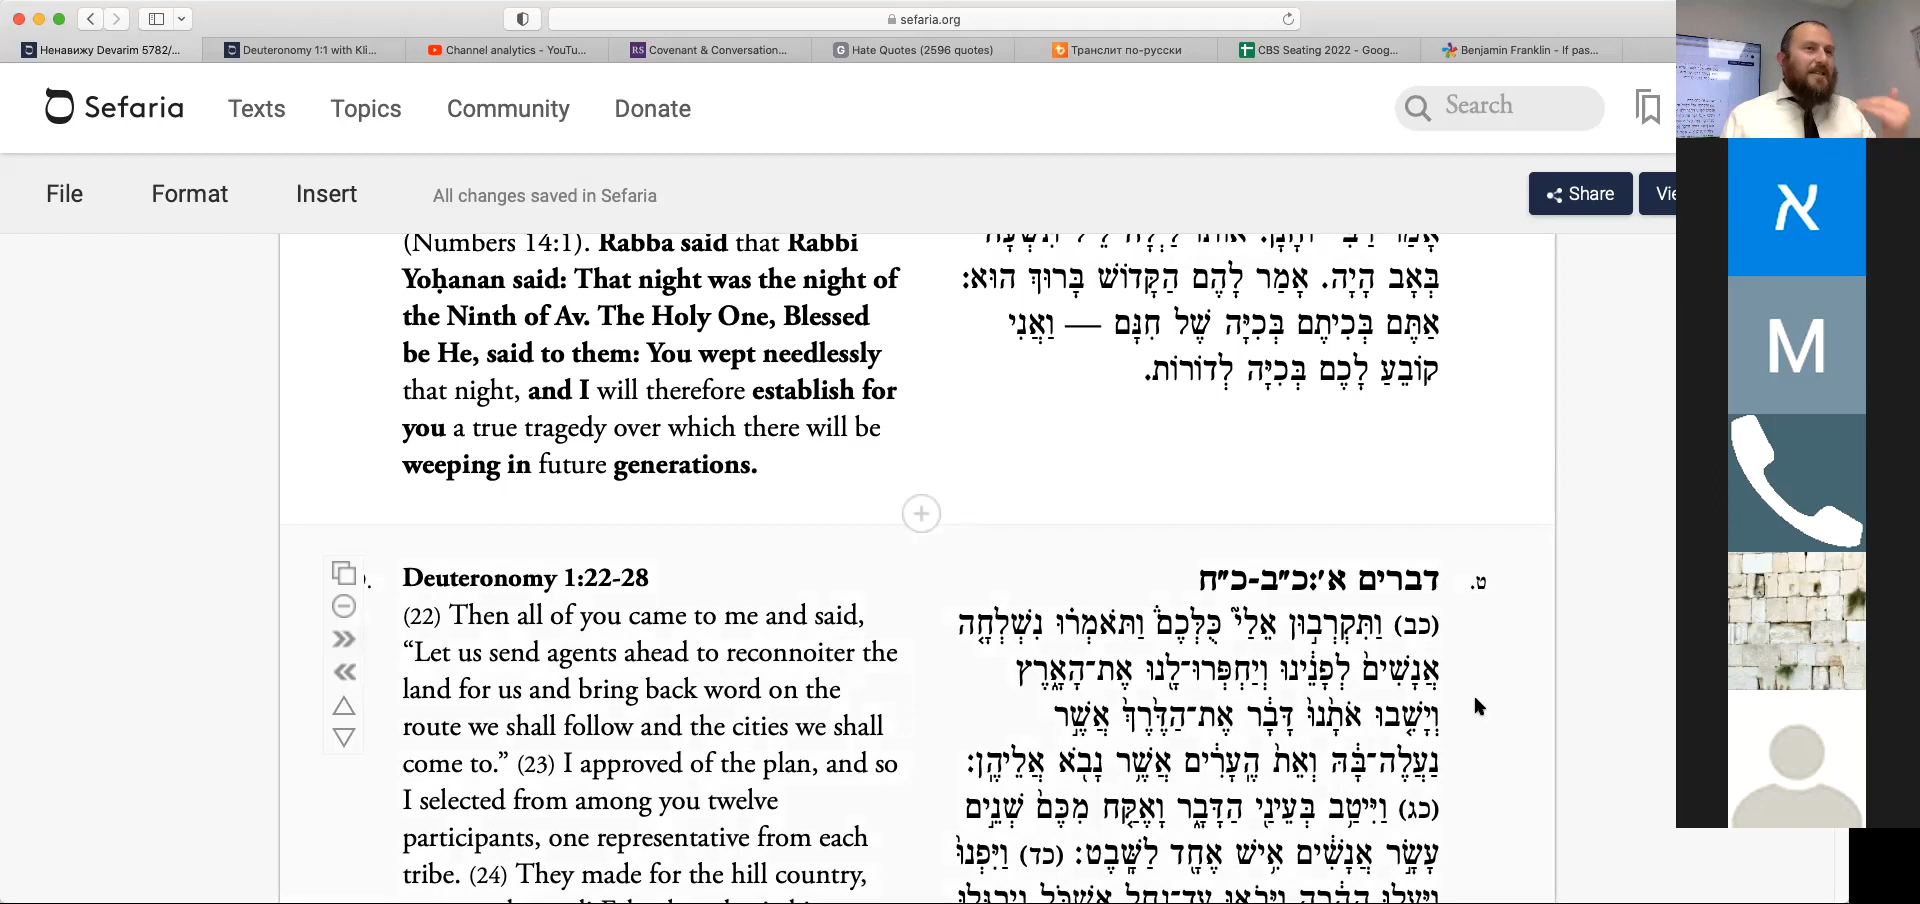 sefaria.org
Ненавижу Devarim 5782/...
Deuteronomy 1:1 with Kli...
Channel analytics - YouTu...
RS Covenant & Conversation...
G Hate Quotes (2596 quotes)
Транслит по-русски
CBS Seating 2022 - Goog...
Benjamin Franklin - If pas...
Sefaria
Texts
Topics
Community
Donate
Search
File
Format
Insert
All changes saved in Sefaria
Share
(Numbers 14:1). Rabba said that Rabbi
Yoḥanan said: That night was the night of
the Ninth of Av. The Holy One, Blessed
be He, said to them: You wept needlessly
that night, and I will therefore establish for
you a true tragedy over which there will be
weeping in future generations.
בְּאָב הָיָה. אָמַר לָהֶם הַקָּדוֹשׁ בָּרוּךְ הוּא:
אַתֶּם בְּכִיתֶם בְּכִיָּה שֶׁל חִנָּם — וַאֲנִי
קוֹבֵעַ לָכֶם בְּכִיָּה לְדוֹרוֹת.
Deuteronomy 1:22-28
(22) Then all of you came to me and said,
“Let us send agents ahead to reconnoiter the
land for us and bring back word on the
route we shall follow and the cities we shall
come to.” (23) I approved of the plan, and so
I selected from among you twelve
participants, one representative from each
tribe. (24) They made for the hill country,
ט.
דברים א׳:כ״ב-כ״ח
(כב) וַתִּקְרְב֣וּן אֵלַי֮ כֻּלְּכֶם֒ וַתֹּאמְר֗וּ נִשְׁלְחָ֤ה
אֲנָשִׁים֙ לְפָנֵ֔ינוּ וְיַחְפְּרוּ־לָ֖נוּ אֶת־הָאָ֑רֶץ
וְיָשִׁ֤בוּ אֹתָ֙נוּ֙ דָּבָ֔ר אֶת־הַדֶּ֙רֶךְ֙ אֲשֶׁ֣ר
נַעֲלֶה־בָּ֔הּ וְאֵת֙ הֶֽעָרִ֔ים אֲשֶׁ֥ר נָבֹ֖א אֲלֵיהֶֽן׃
(כג) וַיִּיטַ֥ב בְּעֵינַ֖י הַדָּבָ֑ר וָאֶקַּ֤ח מִכֶּם֙ שְׁנֵ֣ים
עָשָׂ֣ר אֲנָשִׁ֔ים אִ֥ישׁ אֶחָ֖ד לַשָּֽׁבֶט׃ (כד) וַיִּפְנוּ֙
א
M